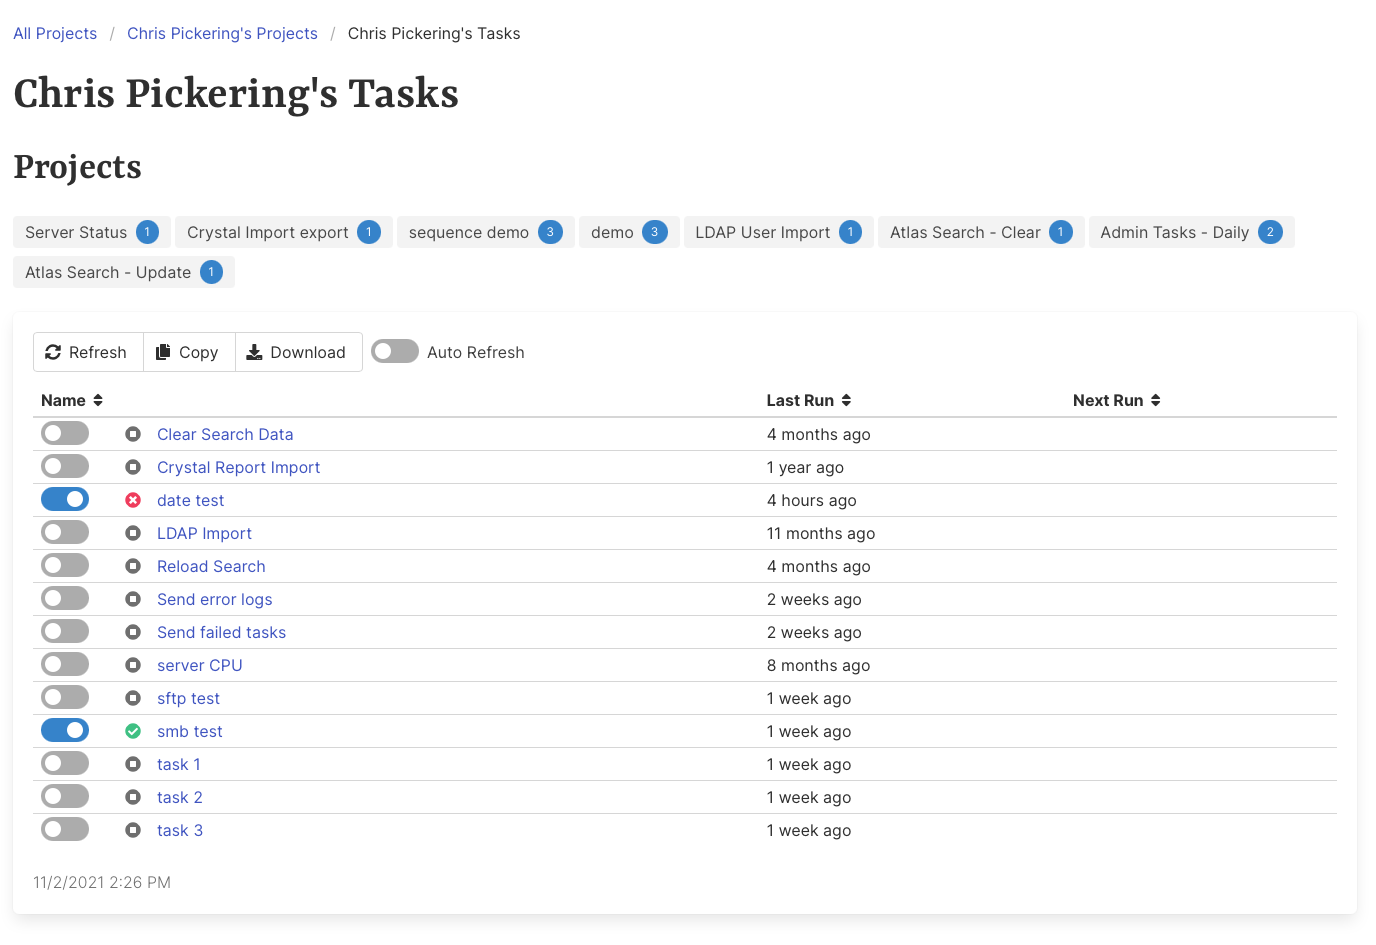 All Projects / Chris Pickering's Projects / Chris Pickering's Tasks
Chris Pickering's Tasks
Projects
Server Status 1 Crystal Import export 1 sequence demo 3 demo 3 LDAP User Import 1 Atlas Search - Clear 1 Admin Tasks - Daily 2
Atlas Search - Update 1
Refresh Copy Download Auto Refresh
Name Last Run Next Run
Clear Search Data 4 months ago
Crystal Report Import 1 year ago
date test 4 hours ago
LDAP Import 11 months ago
Reload Search 4 months ago
Send error logs 2 weeks ago
Send failed tasks 2 weeks ago
server CPU 8 months ago
sftp test 1 week ago
smb test 1 week ago
task 1 1 week ago
task 2 1 week ago
task 3 1 week ago
11/2/2021 2:26 PM